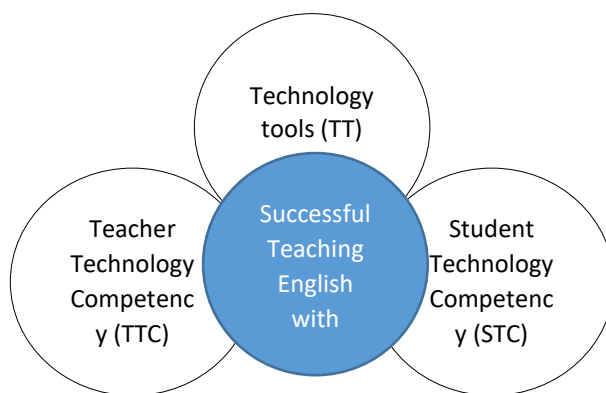 Technology
tools (TT)
Successful
Teaching
English
with
Teacher
Technology
Competenc
y (TTC)
Student
Technology
Competenc
y (STC)